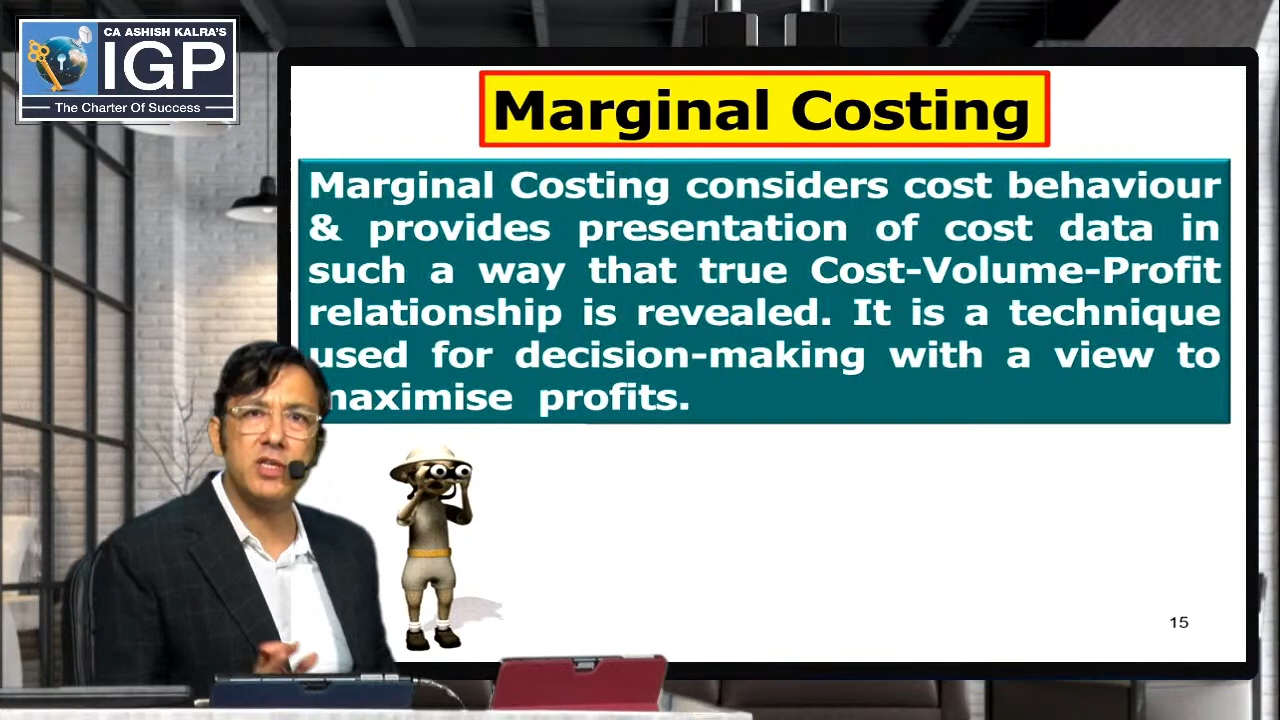 CA ASHISH KALRA'S
IGP
The Charter Of Success
Marginal Costing
Marginal Costing considers cost behaviour
& provides presentation of cost data in
such a way that true Cost-Volume-Profit
relationship is revealed. It is a technique
used for decision-making with a view to
maximise profits.
15